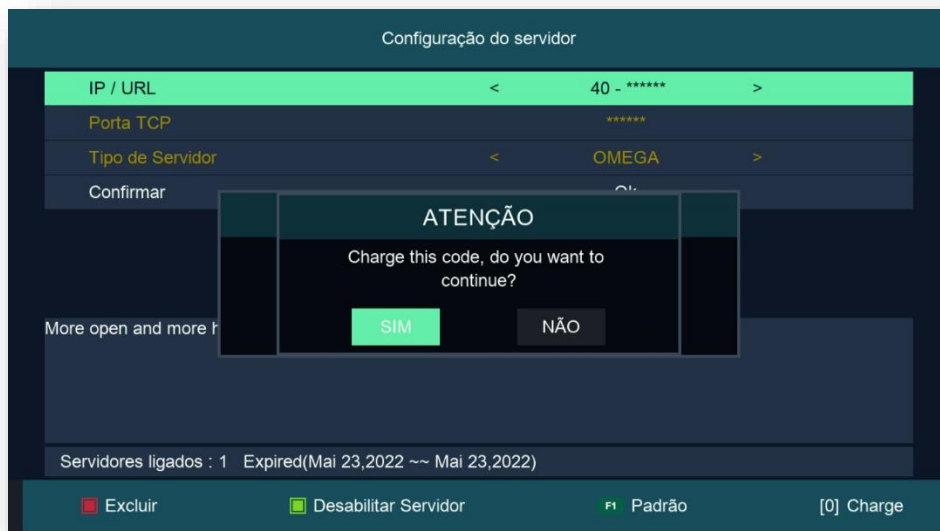 Configuração do servidor
IP / URL < 40 - ****** >
Porta TCP ******
Tipo de Servidor < OMEGA >
Confirmar
ATENÇÃO
Charge this code, do you want to
continue?
SIM NÃO
More open and more
Servidores ligados : 1 Expired(Mai 23,2022 ~~ Mai 23,2022)
Excluir Desabilitar Servidor F1 Padrão [0] Charge